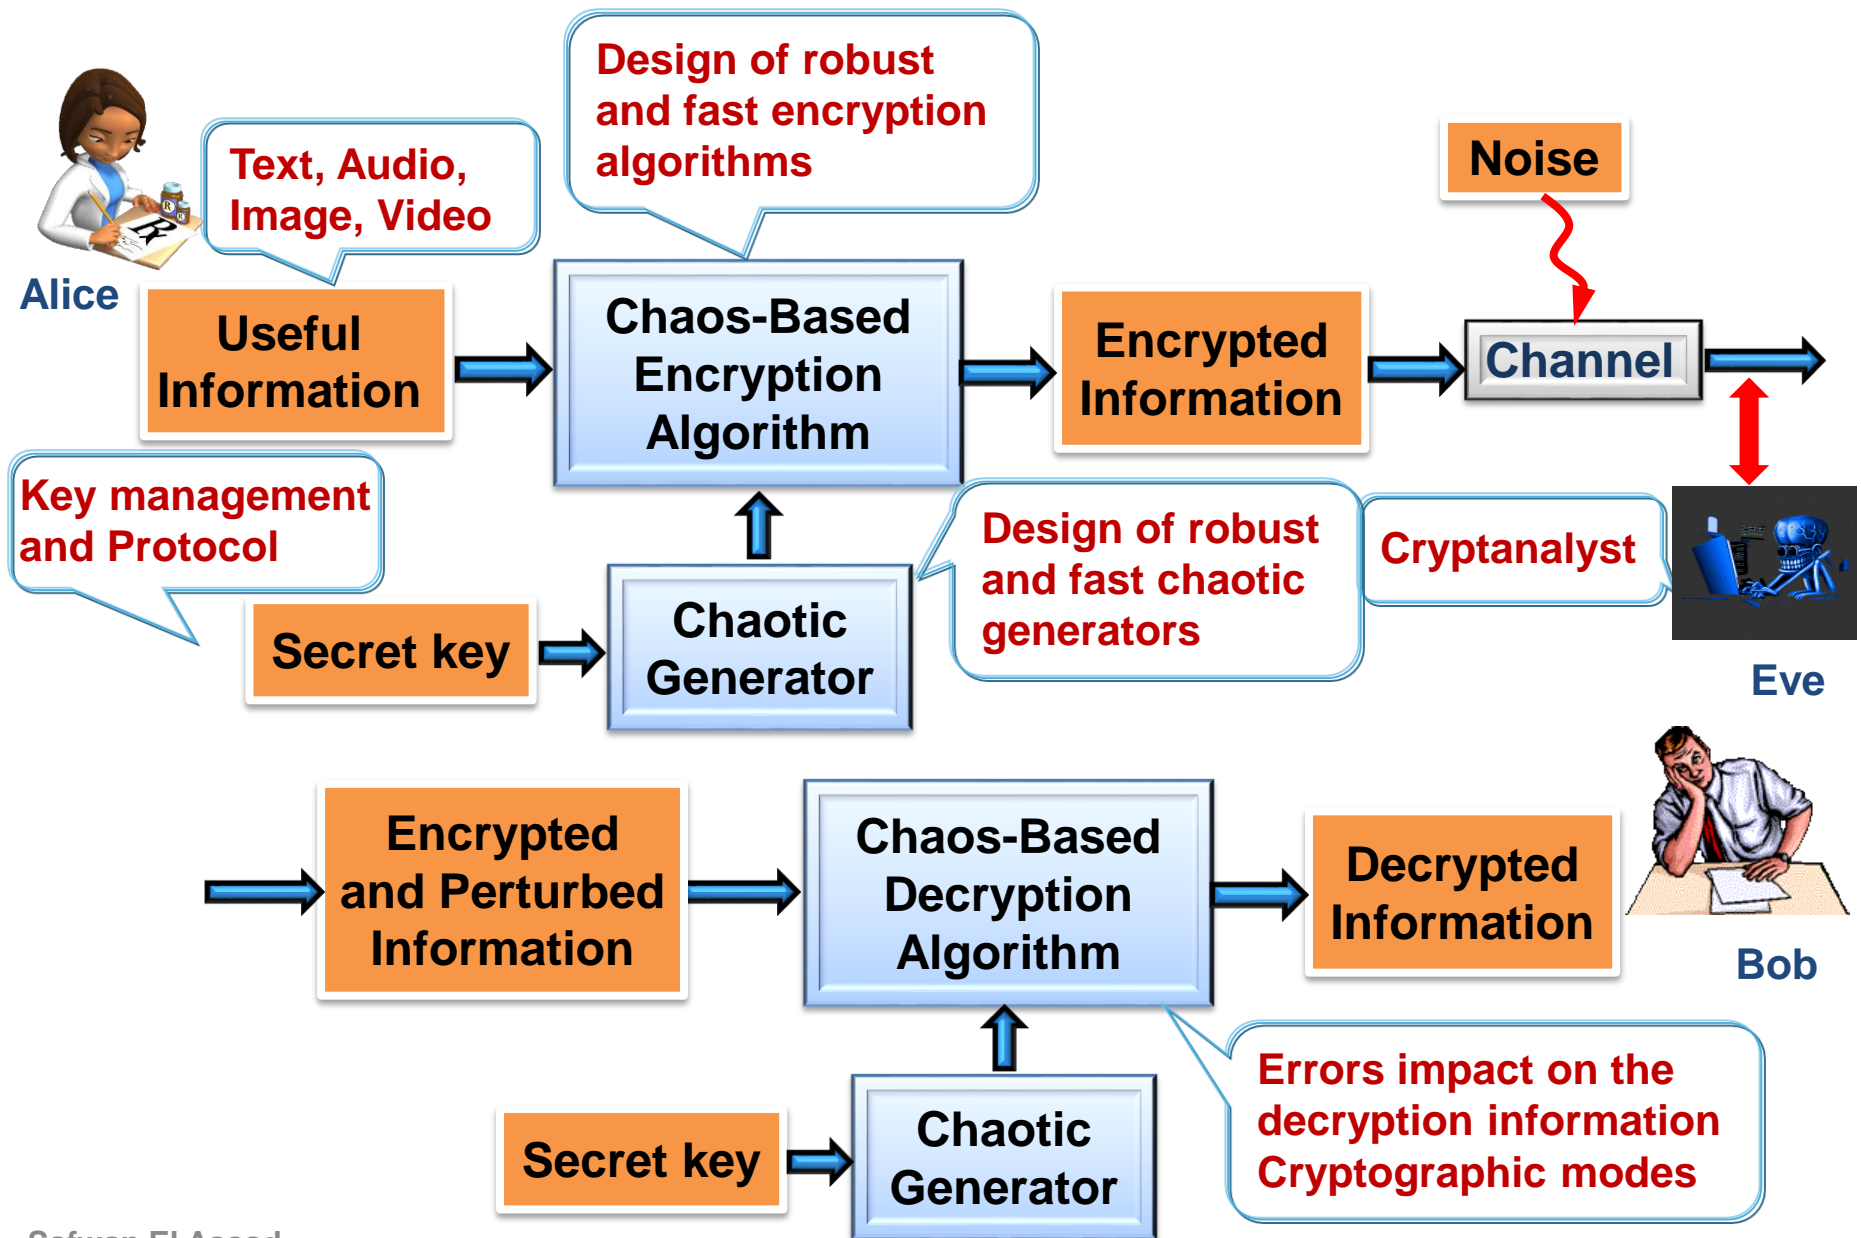 Design of robust
and fast encryption
algorithms
Text, Audio,
Image, Video
Noise
Alice
Useful
Information
Chaos-Based
Encryption
Algorithm
Encrypted
Information
Channel
Key management
and Protocol
Design of robust
and fast chaotic
generators
Cryptanalyst
Secret key
Chaotic
Generator
Eve
Encrypted
and Perturbed
Information
Chaos-Based
Decryption
Algorithm
Decrypted
Information
Bob
Errors impact on the
decryption information
Cryptographic modes
Secret key
Chaotic
Generator
Safwan El Assad